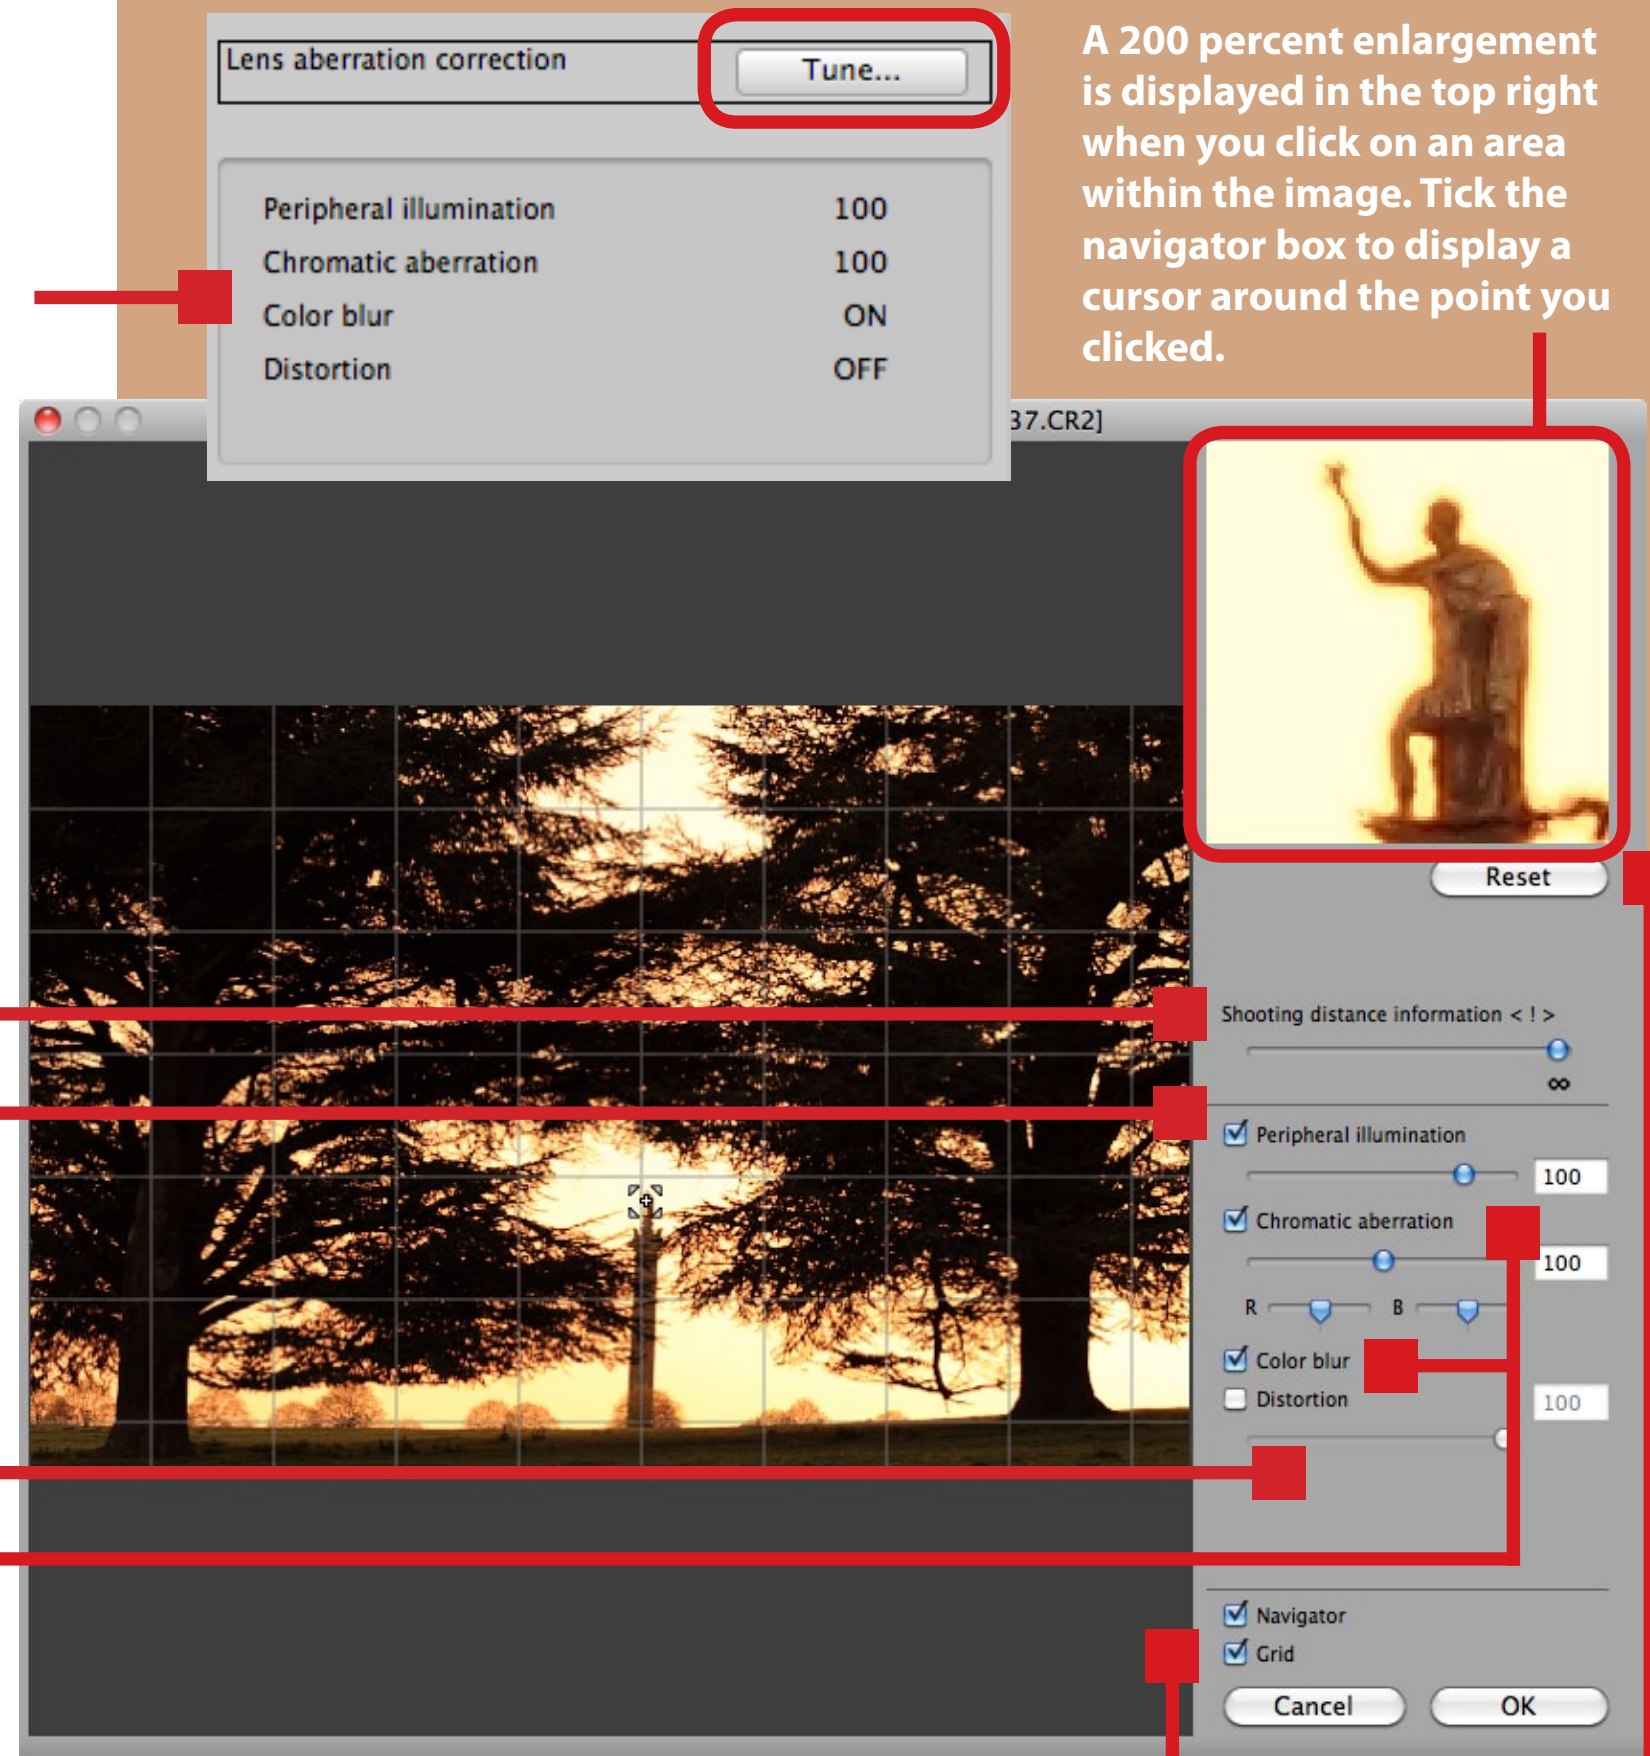 Lens aberration correction
Tune...
Peripheral illumination 100
Chromatic aberration 100
Color blur ON
Distortion OFF
A 200 percent enlargement
is displayed in the top right
when you click on an area
within the image. Tick the
navigator box to display a
cursor around the point you
clicked.
37.CR2]
Reset
Shooting distance information < ! >
∞
Peripheral illumination
100
Chromatic aberration
100
R B
Color blur
Distortion
100
Navigator
Grid
Cancel OK